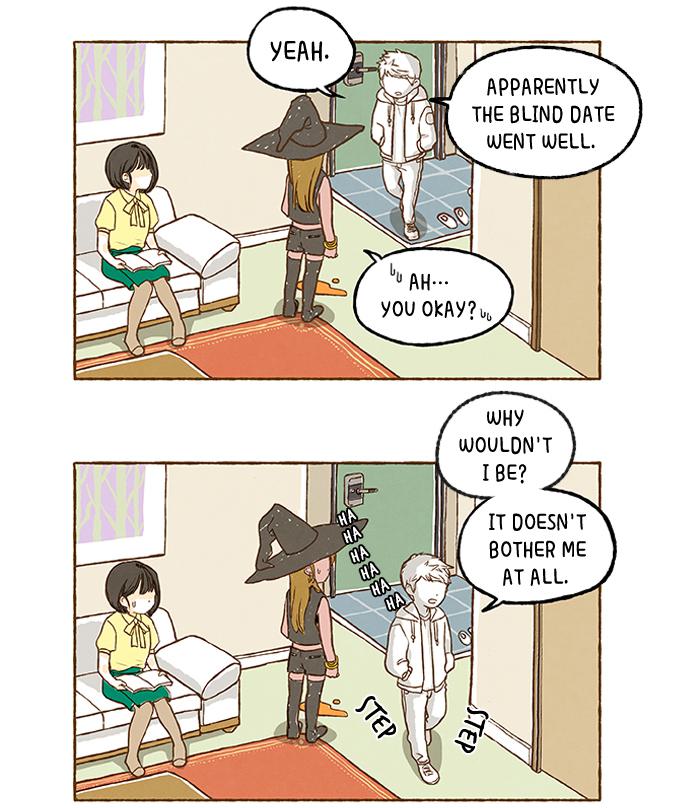 YEAH.
APPARENTLY
THE BLIND DATE
WENT WELL.
AH...
YOU OKAY?
WHY
WOULDN'T
I BE?
IT DOESN'T
BOTHER ME
AT ALL.
HA
HA
HA
HA
HA
HA
STEP
STEP